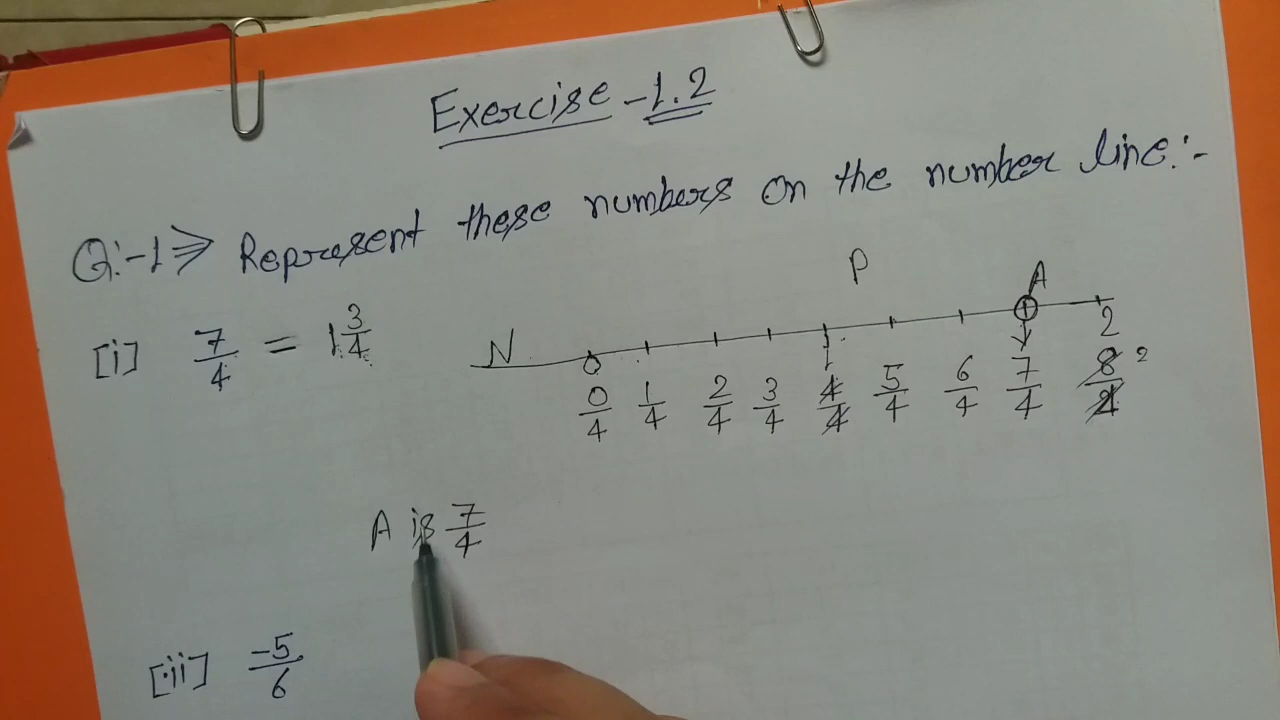 Exercise - 1.2
Q:-1⇒ Represent these numbers on the number line:-
[i] 7/4 = 1 3/4
N P A
0 1 2
0/4 1/4 2/4 3/4 4/4 5/4 6/4 7/4 8/4 2
A is 7/4
[ii] -5/6